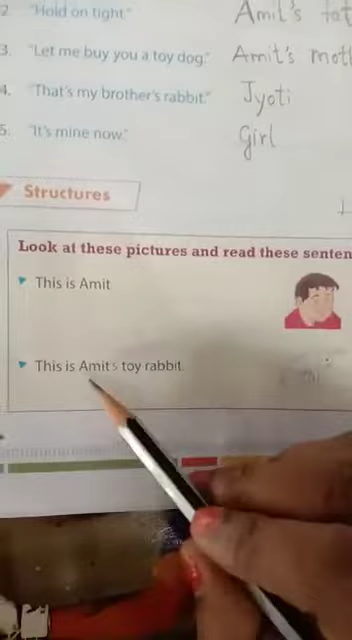 2. "Hold on tight" Amit's fat
3. "Let me buy you a toy dog." Amit's moth
4. "That's my brother's rabbit." Jyoti
5. "It's mine now." Girl
Structures
Look at these pictures and read these senten
This is Amit
This is Amit's toy rabbit.